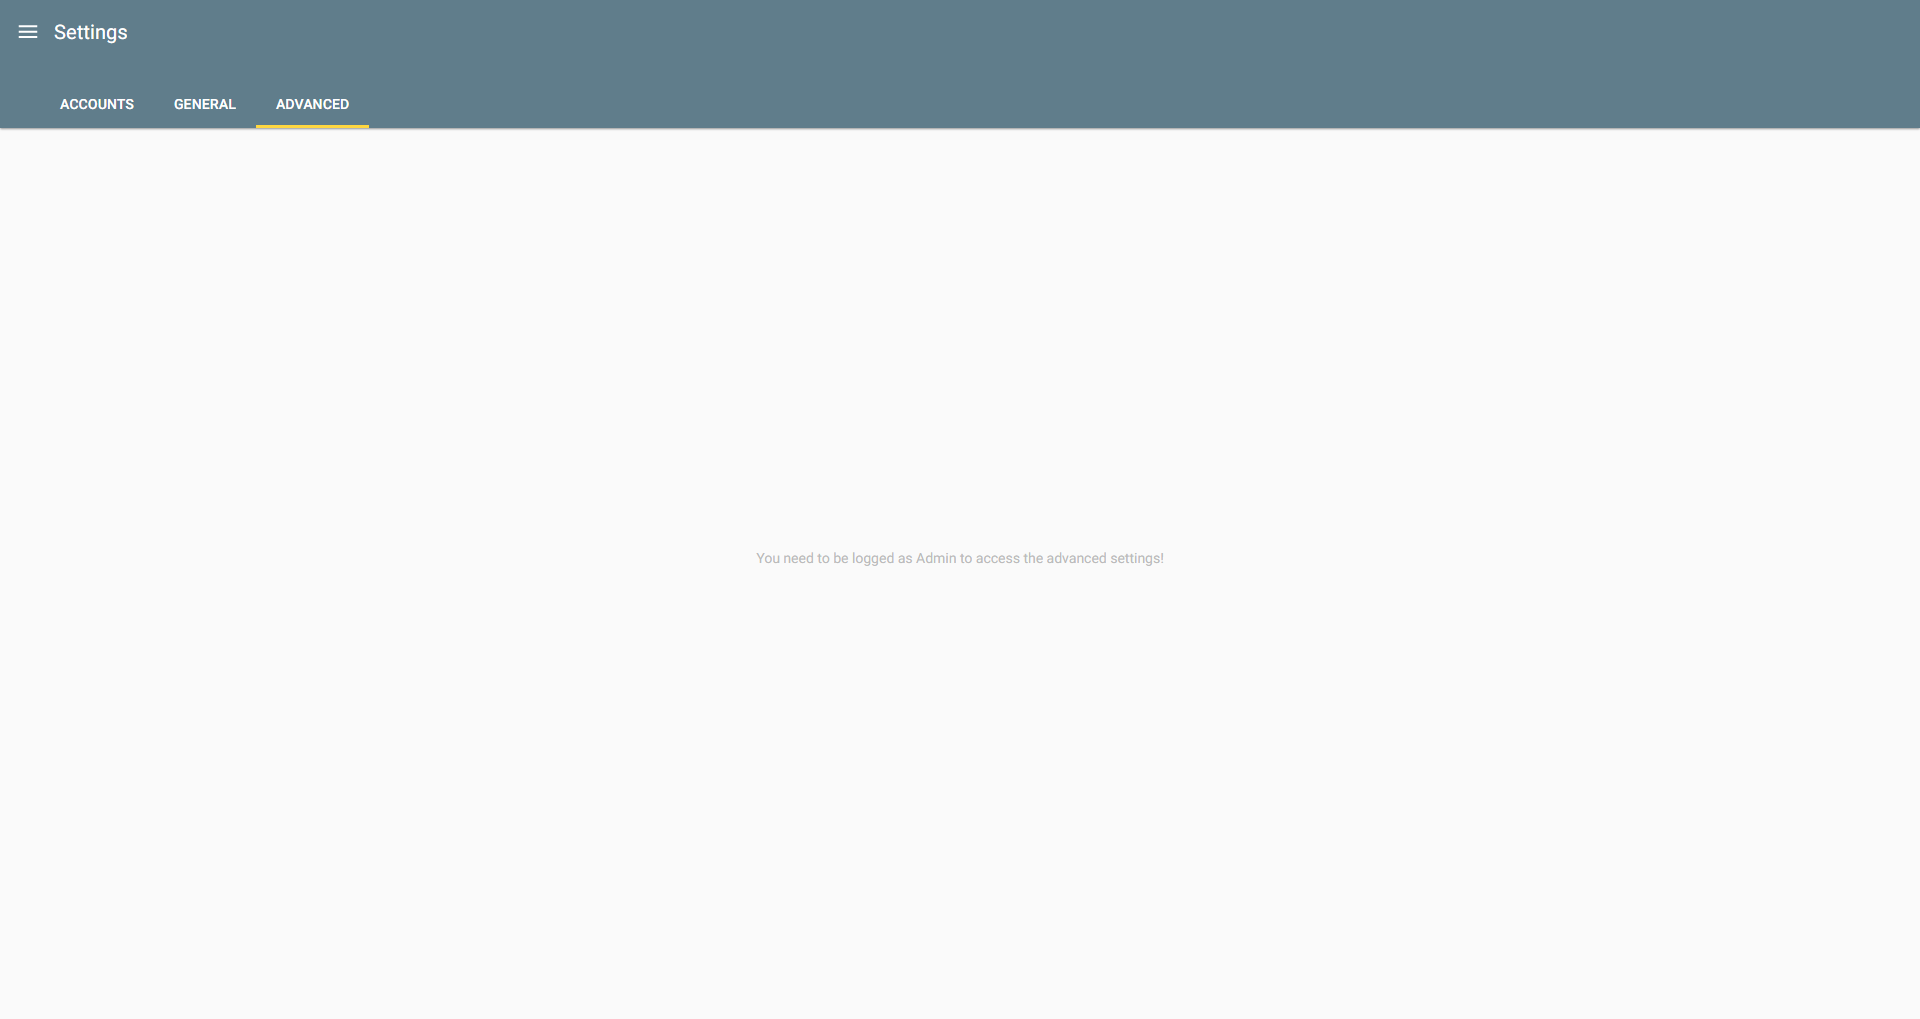 Settings
ACCOUNTS GENERAL ADVANCED
You need to be logged as Admin to access the advanced settings!